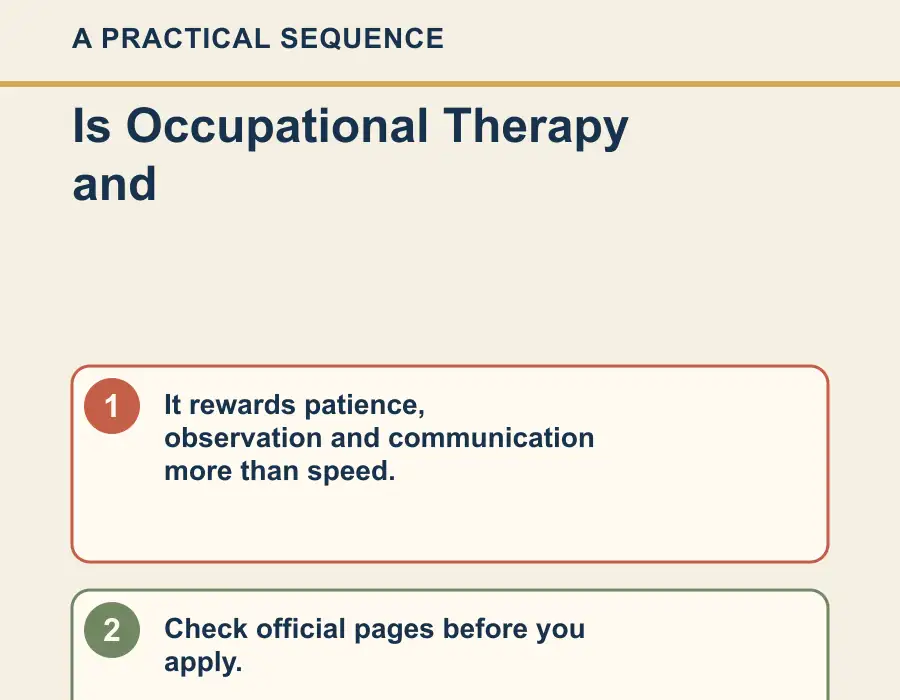 A PRACTICAL SEQUENCE
Is Occupational Therapy
and
1
It rewards patience,
observation and communication
more than speed.
2
Check official pages before you
apply.